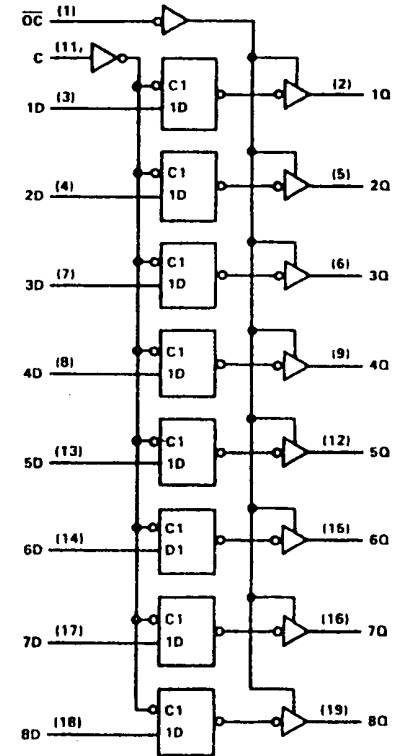 OC (1)
C (11,
C1
1D (3) 1D (2) 1Q
C1
2D (4) 1D (5) 2Q
C1
3D (7) 1D (6) 3Q
C1
4D (8) 1D (9) 4Q
C1
5D (13) 1D (12) 5Q
C1
6D (14) D1 (15) 6Q
C1
7D (17) 1D (16) 7Q
C1
8D (18) 1D (19) 8Q